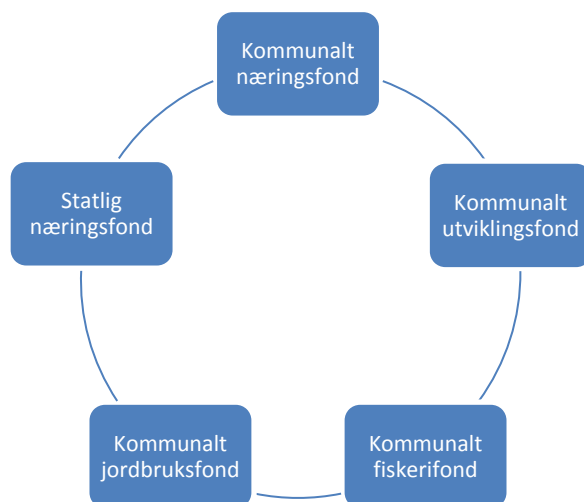 Kommunalt
næringsfond
Kommunalt
utviklingsfond
Kommunalt
fiskerifond
Kommunalt
jordbruksfond
Statlig
næringsfond